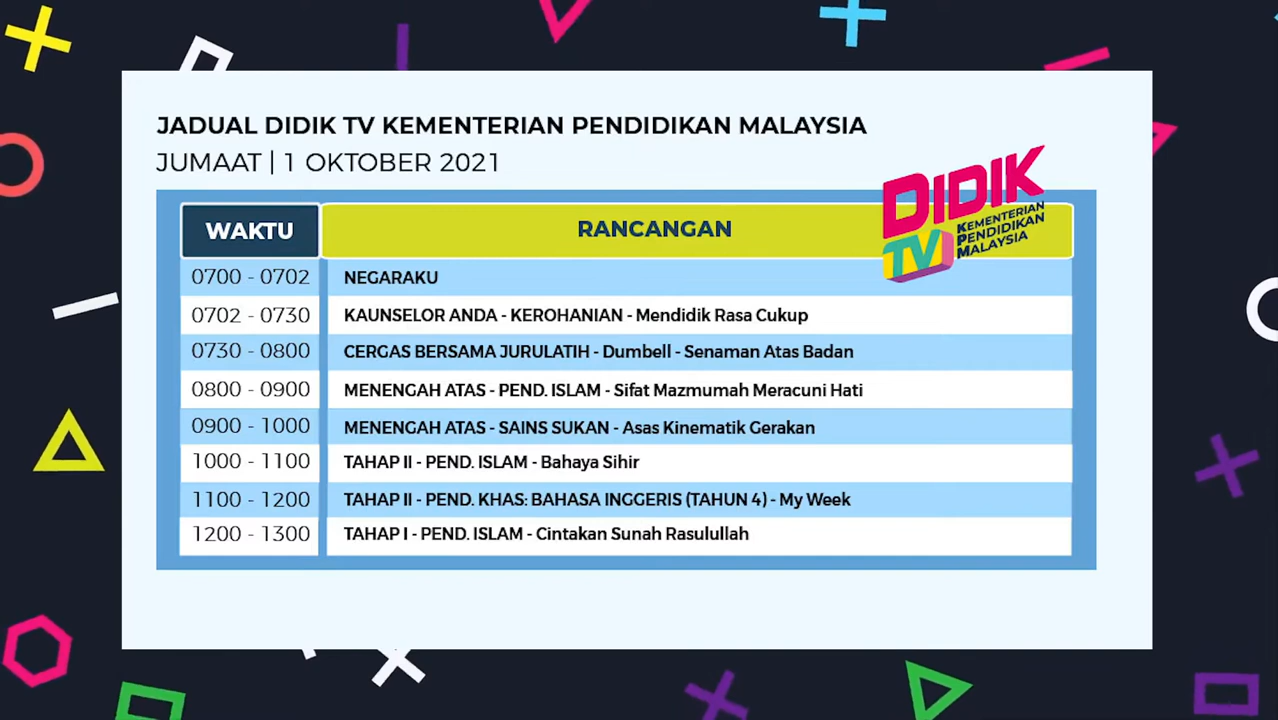 JADUAL DIDIK TV KEMENTERIAN PENDIDIKAN MALAYSIA
JUMAAT | 1 OKTOBER 2021
DIDIK
TV
KEMENTERIAN
PENDIDIKAN
MALAYSIA
WAKTU RANCANGAN
0700 - 0702 NEGARAKU
0702 - 0730 KAUNSELOR ANDA - KEROHANIAN - Mendidik Rasa Cukup
0730 - 0800 CERGAS BERSAMA JURULATIH - Dumbell - Senaman Atas Badan
0800 - 0900 MENENGAH ATAS - PEND. ISLAM - Sifat Mazmumah Meracuni Hati
0900 - 1000 MENENGAH ATAS - SAINS SUKAN - Asas Kinematik Gerakan
1000 - 1100 TAHAP II - PEND. ISLAM - Bahaya Sihir
1100 - 1200 TAHAP II - PEND. KHAS: BAHASA INGGERIS (TAHUN 4) - My Week
1200 - 1300 TAHAP I - PEND. ISLAM - Cintakan Sunah Rasulullah